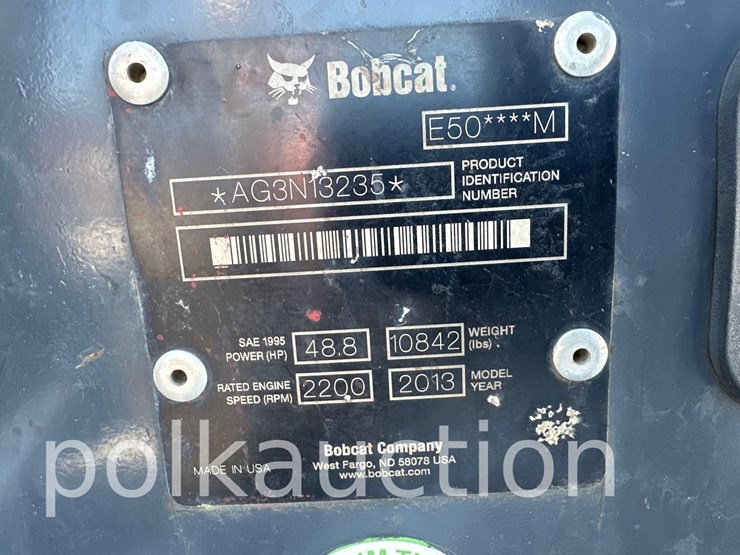 Bobcat.
E50****M
*AG3N13235*
PRODUCT
IDENTIFICATION
NUMBER
SAE 1995
POWER (HP)
48.8
10842
WEIGHT
(lbs)
RATED ENGINE
SPEED (RPM)
2200
2013
MODEL
YEAR
Bobcat Company
West Fargo, ND 58078 USA
www.bobcat.com
MADE IN USA
polkauction